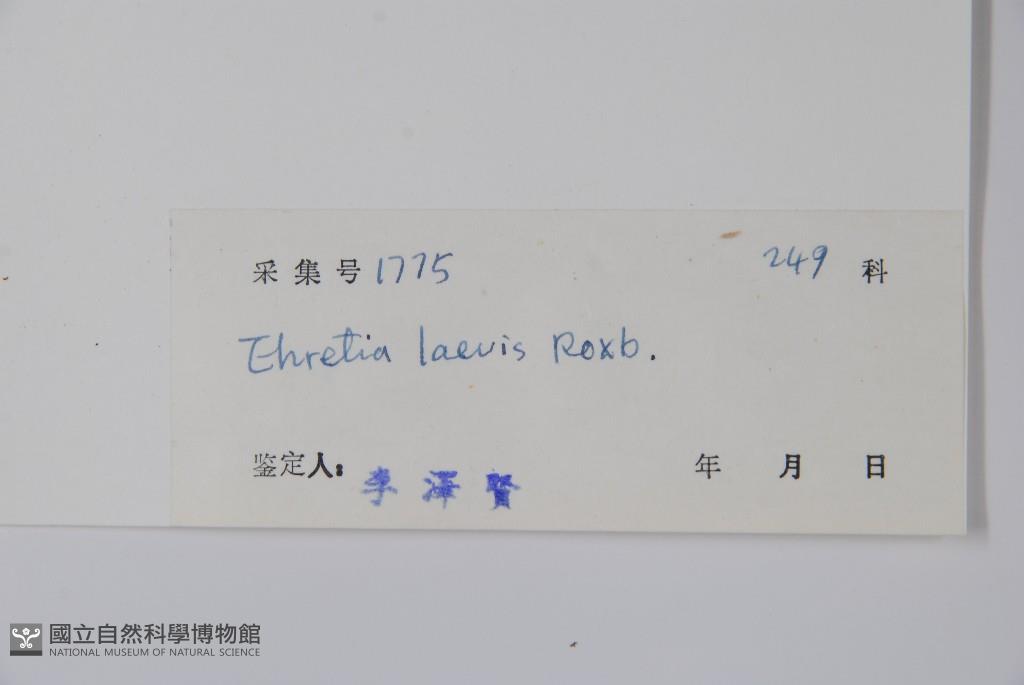 采集号 1775 249 科
Ehretia laevis Roxb.
鉴定人: 李澤賢 年 月 日
國立自然科學博物館
NATIONAL MUSEUM OF NATURAL SCIENCE